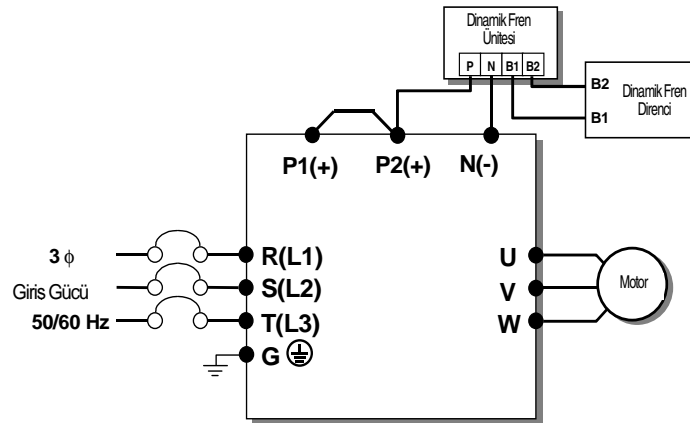 Dinamik Fren
Ünitesi
P N B1 B2
B2
Dinamik Fren
Direnci
B1
P1(+) P2(+) N(-)
3 ϕ
R(L1)
U
Giris Gücü
S(L2)
V
Motor
50/60 Hz
T(L3)
W
G